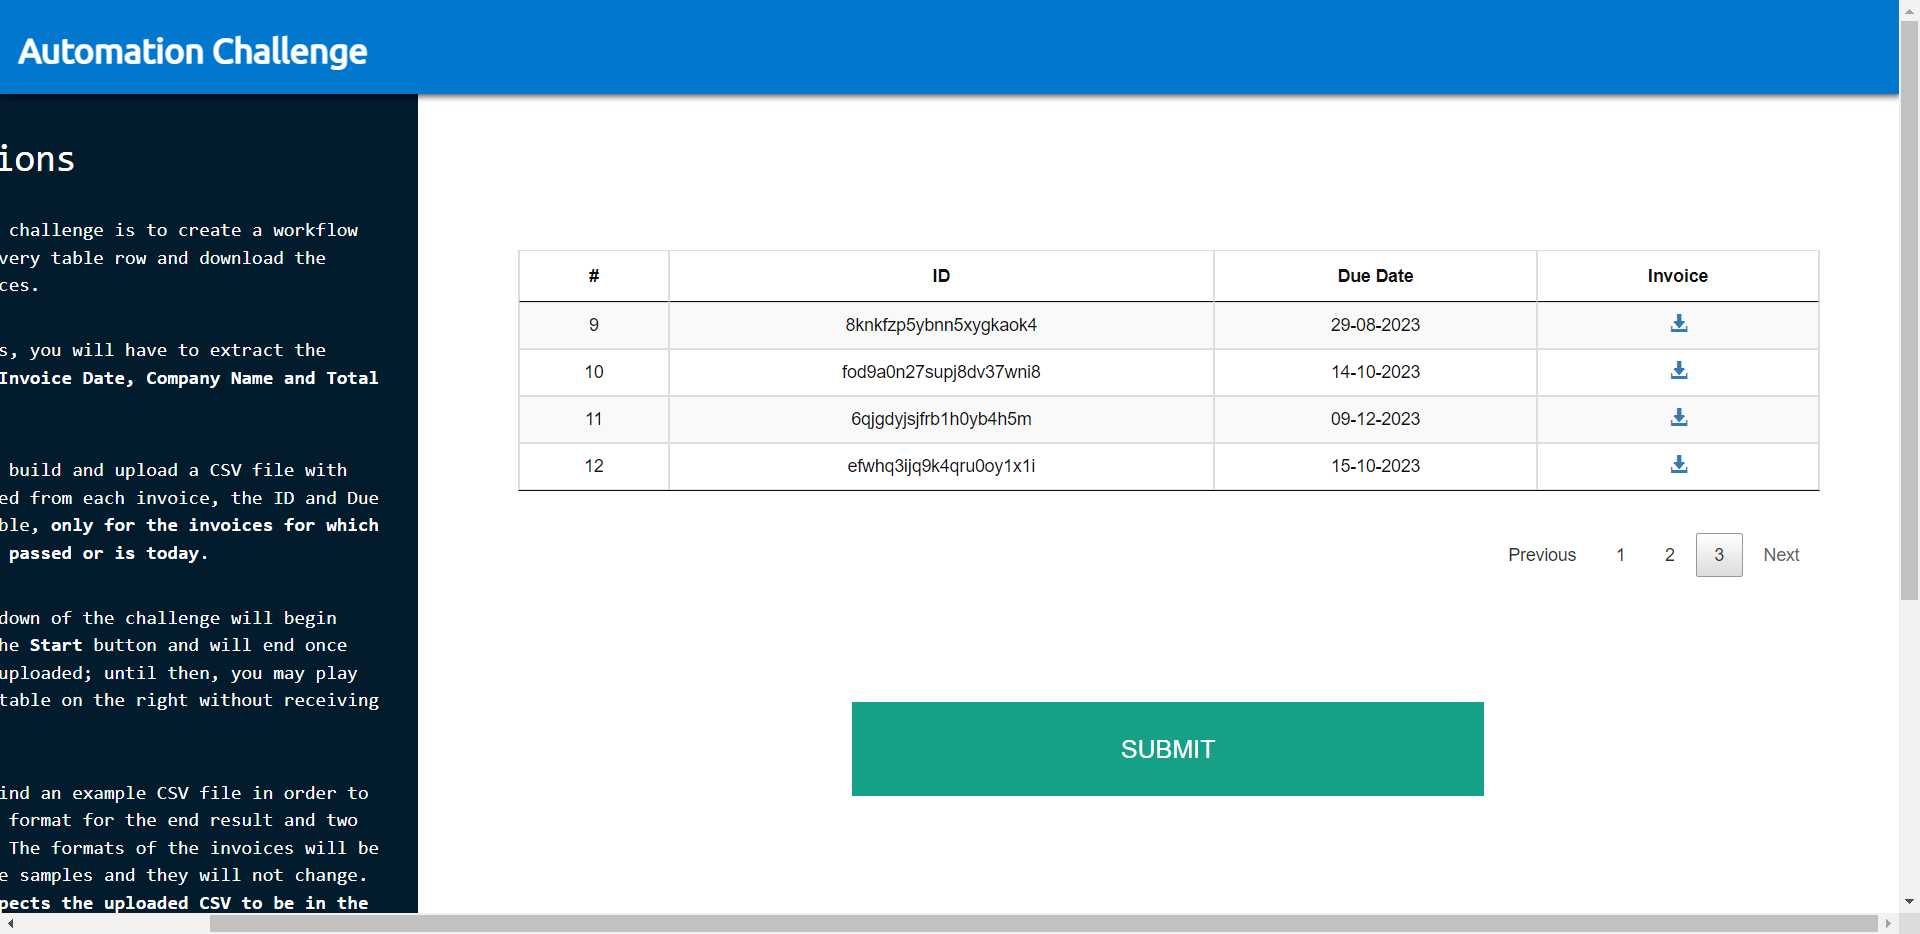 Automation Challenge
ions
challenge is to create a workflow
very table row and download the
ces.
s, you will have to extract the
Invoice Date, Company Name and Total
build and upload a CSV file with
ed from each invoice, the ID and Due
ble, only for the invoices for which
passed or is today.
down of the challenge will begin
he Start button and will end once
uploaded; until then, you may play
table on the right without receiving
ind an example CSV file in order to
format for the end result and two
The formats of the invoices will be
e samples and they will not change.
pects the uploaded CSV to be in the
# ID Due Date Invoice
9 8knkfzp5ybnn5xygkaok4 29-08-2023
10 fod9a0n27supj8dv37wni8 14-10-2023
11 6qjgdyjsjfrb1h0yb4h5m 09-12-2023
12 efwhq3ijq9k4qru0oy1x1i 15-10-2023
Previous 1 2 3 Next
SUBMIT